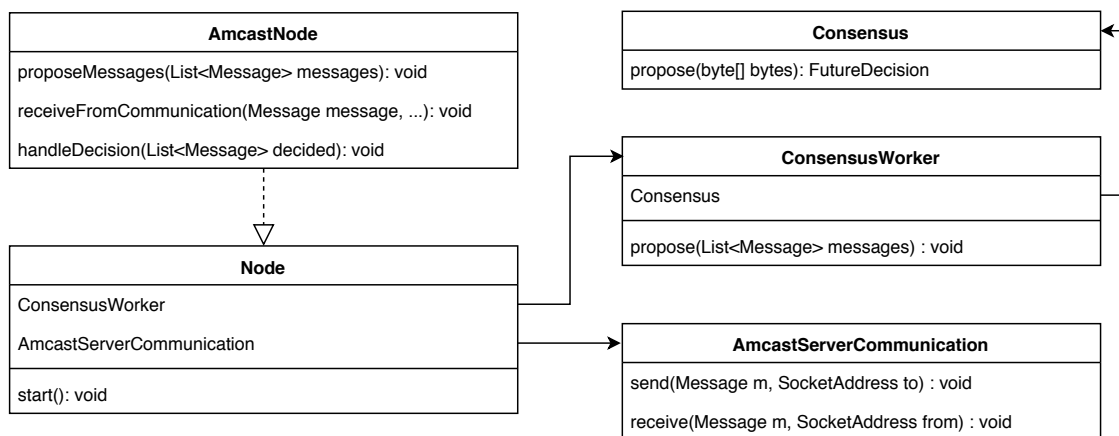 AmcastNode
proposeMessages(List<Message> messages): void
receiveFromCommunication(Message message, ...): void
handleDecision(List<Message> decided): void
Node
ConsensusWorker
AmcastServerCommunication
start(): void
Consensus
propose(byte[] bytes): FutureDecision
ConsensusWorker
Consensus
propose(List<Message> messages) : void
AmcastServerCommunication
send(Message m, SocketAddress to) : void
receive(Message m, SocketAddress from) : void